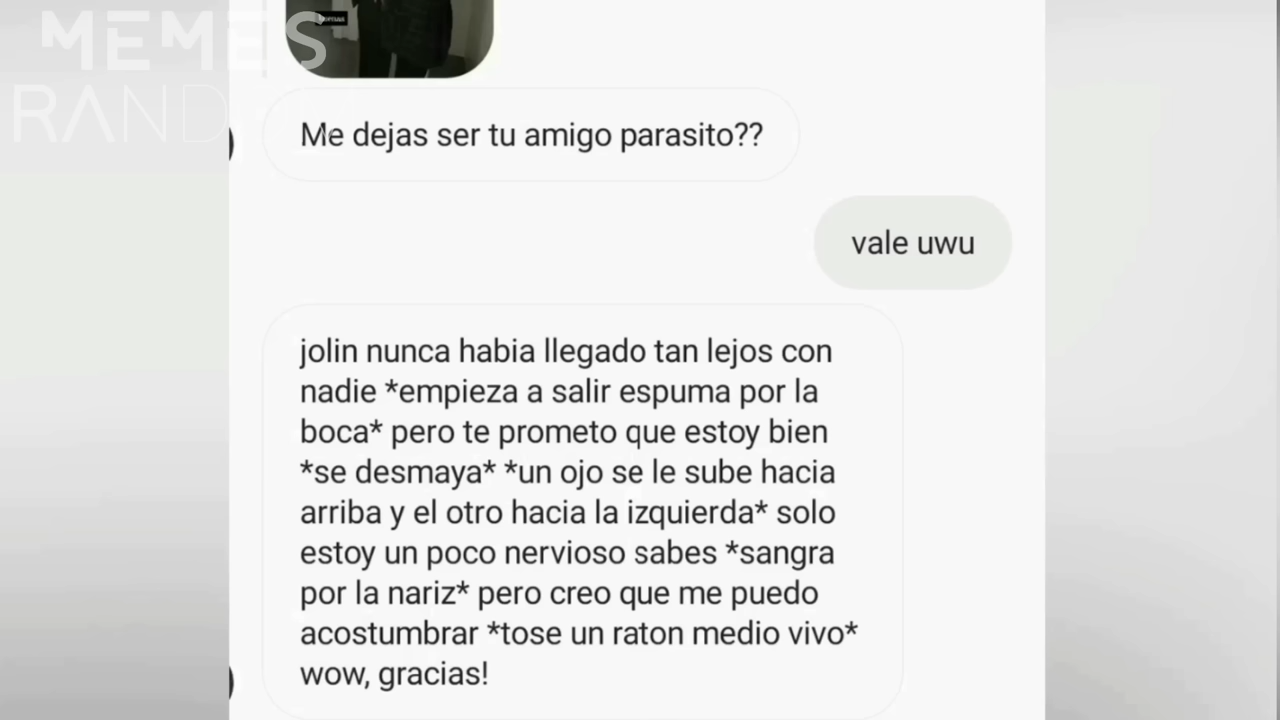 MEMES
RAND
Me dejas ser tu amigo parasito??
vale uwu
jolin nunca habia llegado tan lejos con
nadie *empieza a salir espuma por la
boca* pero te prometo que estoy bien
*se desmaya* *un ojo se le sube hacia
arriba y el otro hacia la izquierda* solo
estoy un poco nervioso sabes *sangra
por la nariz* pero creo que me puedo
acostumbrar *tose un raton medio vivo*
wow, gracias!